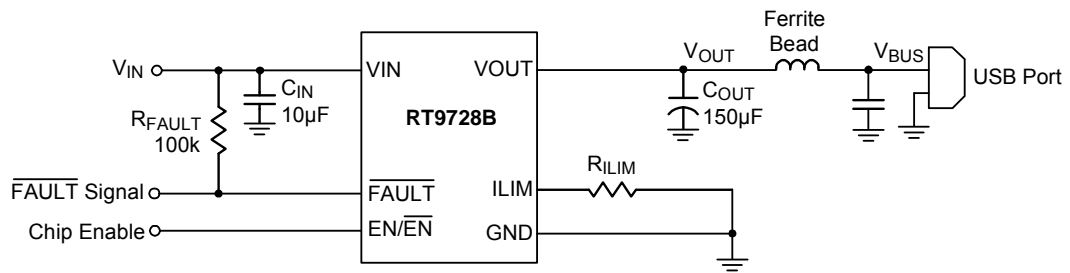 Ferrite
Bead
VIN
VIN
VOUT
VOUT
VBUS
USB Port
CIN
10µF
COUT
150µF
RT9728B
RFAULT
100k
RILIM
FAULT Signal
FAULT
ILIM
Chip Enable
EN/EN
GND